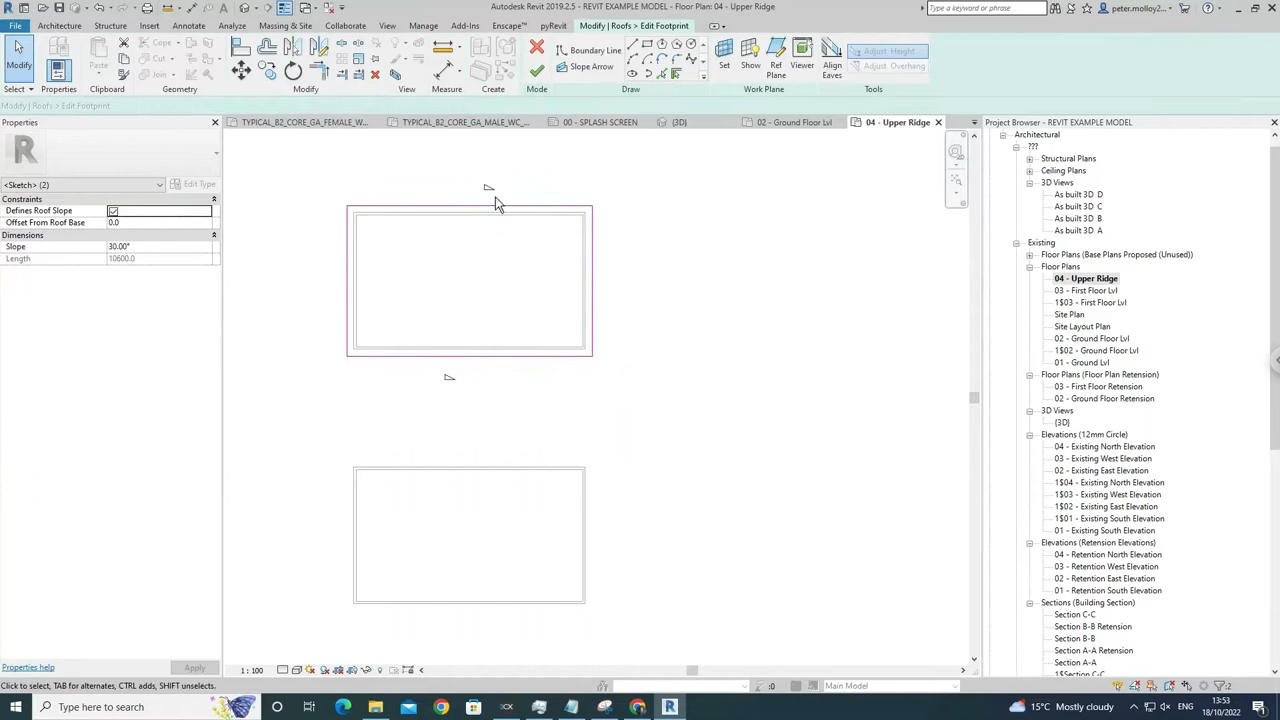 Autodesk Revit 2019.2.5 - REVIT EXAMPLE MODEL - Floor Plan: 04 - Upper Ridge
Type a keyword or phrase
peter.molloy2...
File
Architecture
Structure
Systems
Insert
Annotate
Analyze
Massing & Site
Collaborate
View
Manage
Add-Ins
Enscape™
pyRevit
Modify | Roofs > Edit Footprint
Modify
Paste
Cope
Cut
Join
Boundary Line
Slope Arrow
Set
Show
Ref
Plane
Viewer
Align
Eaves
Adjust Height
Adjust Overhang
Select
Properties
Clipboard
Geometry
Modify
View
Measure
Create
Mode
Draw
Work Plane
Tools
Modify | Roofs > Edit Footprint
Properties
TYPICAL_B2_CORE_GA_FEMALE_W...
TYPICAL_B2_CORE_GA_MALE_WC_...
00 - SPLASH SCREEN
{3D}
02 - Ground Floor Lvl
04 - Upper Ridge
Project Browser - REVIT EXAMPLE MODEL
<Sketch> (2)
Edit Type
Constraints
Defines Roof Slope
Offset From Roof Base 0.0
Dimensions
Slope 30.00°
Length 10600.0
Architectural
???
Structural Plans
Ceiling Plans
3D Views
As built 3D D
As built 3D C
As built 3D B
As built 3D A
Existing
Floor Plans (Base Plans Proposed (Unused))
Floor Plans
04 - Upper Ridge
03 - First Floor Lvl
1$03 - First Floor Lvl
Site Plan
Site Layout Plan
02 - Ground Floor Lvl
1$02 - Ground Floor Lvl
01 - Ground Lvl
Floor Plans (Floor Plan Retension)
03 - First Floor Retension
02 - Ground Floor Retension
3D Views
{3D}
Elevations (12mm Circle)
04 - Existing North Elevation
03 - Existing West Elevation
02 - Existing East Elevation
1$04 - Existing North Elevation
1$03 - Existing West Elevation
1$02 - Existing East Elevation
1$01 - Existing South Elevation
01 - Existing South Elevation
Elevations (Retension Elevations)
04 - Retension North Elevation
03 - Retension West Elevation
02 - Retension East Elevation
01 - Retension South Elevation
Sections (Building Section)
Section C-C
Section B-B Retension
Section B-B
Section A-A Retension
Section A-A
1$Section C-C
Properties help
Apply
1 : 100
Click to select, TAB for alternates, CTRL adds, SHIFT unselects.
:0
Main Model
:2
Type here to search
15°C Mostly cloudy
13:53
18/10/2022